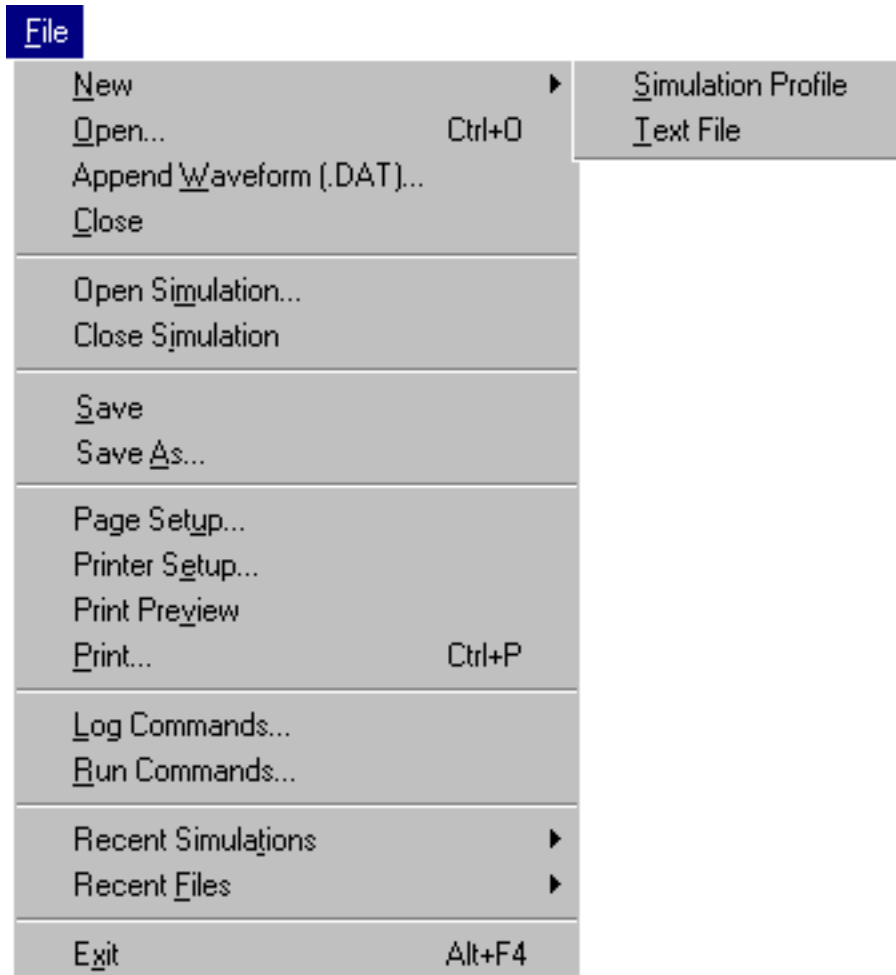 File
New Simulation Profile
Open... Ctrl+O Text File
Append Waveform (.DAT)...
Close
Open Simulation...
Close Simulation
Save
Save As...
Page Setup...
Printer Setup...
Print Preview
Print... Ctrl+P
Log Commands...
Run Commands...
Recent Simulations
Recent Files
Exit Alt+F4